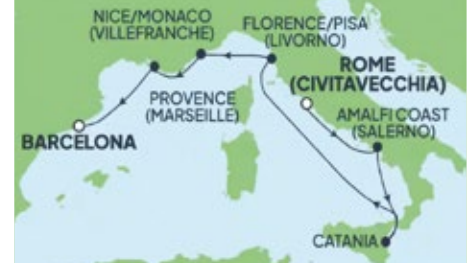 NICE/MONACO
(VILLEFRANCHE)
FLORENCE/PISA
(LIVORNO)
ROME
(CIVITAVECCHIA)
PROVENCE
(MARSEILLE)
AMALFI COAST
(SALERNO)
BARCELONA
CATANIA